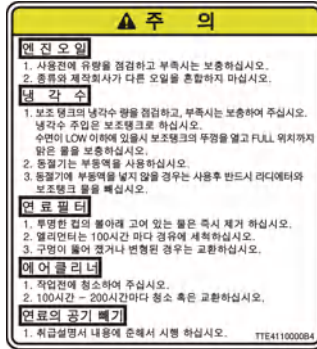 주 의
엔진오일
1. 사용전에 유량을 점검하고 부족시는 보충하십시오.
2. 종류와 제작회사가 다른 오일을 혼합하지 마십시오.
냉 각 수
1. 보조 탱크의 냉각수 량을 점검하고, 부족시는 보충하여 주십시오.
냉각수 주입은 보조탱크로 하십시오.
수면이 LOW 이하에 있을시 보조탱크의 뚜껑을 열고 FULL 위치까지
맑은 물을 보충하십시오.
2. 동절기는 부동액을 사용하십시오.
3. 동절기에 부동액을 넣지 않을 경우는 사용후 반드시 라디에터와
보조탱크 물을 빼십시오.
연료필터
1. 투명한 컵의 볼아래 고여 있는 물은 즉시 제거 하십시오.
2. 엘리먼터는 100시간 마다 경유에 세척하십시오.
3. 구멍이 뚫어 졌거나 변형된 경우는 교환하십시오.
에어클리너
1. 작업전에 청소하여 주십시오.
2. 100시간 - 200시간마다 청소 혹은 교환하십시오.
연료의 공기 빼기
1. 취급설명서 내용에 준해서 시행 하십시오.
TTE4110000B4